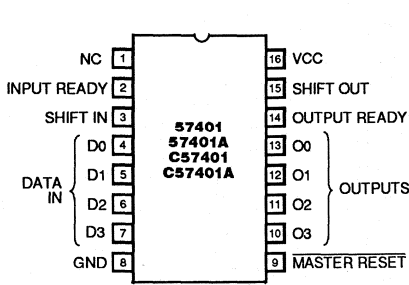 NC 1
INPUT READY 2
SHIFT IN 3
D0 4
D1 5
D2 6
D3 7
GND 8
DATA
IN
57401
57401A
C57401
C57401A
16 VCC
15 SHIFT OUT
14 OUTPUT READY
13 O0
12 O1
11 O2
10 O3
9 MASTER RESET
OUTPUTS